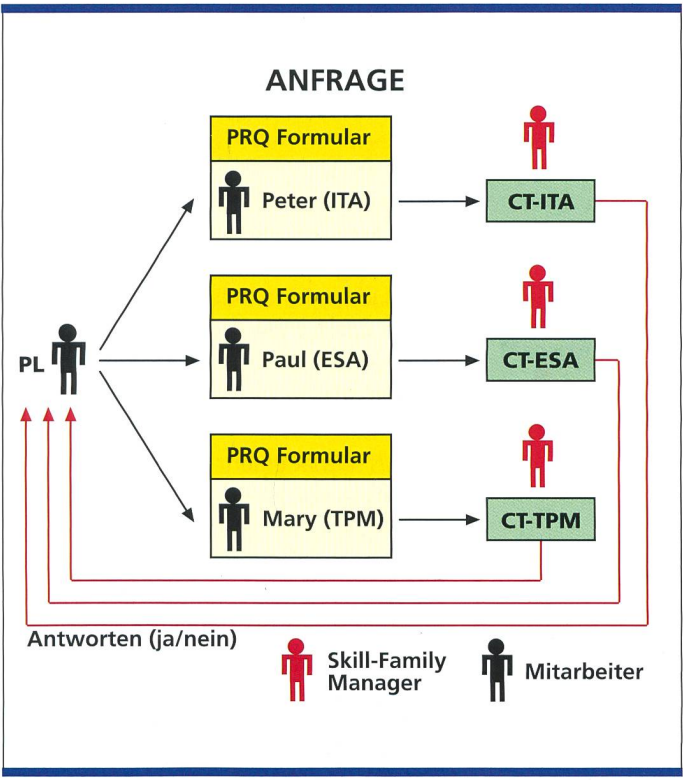 ANFRAGE
PRQ Formular
Peter (ITA)
CT-ITA
PRQ Formular
PL
Paul (ESA)
CT-ESA
PRQ Formular
Mary (TPM)
CT-TPM
Antworten (ja/nein)
Skill-Family
Manager
Mitarbeiter